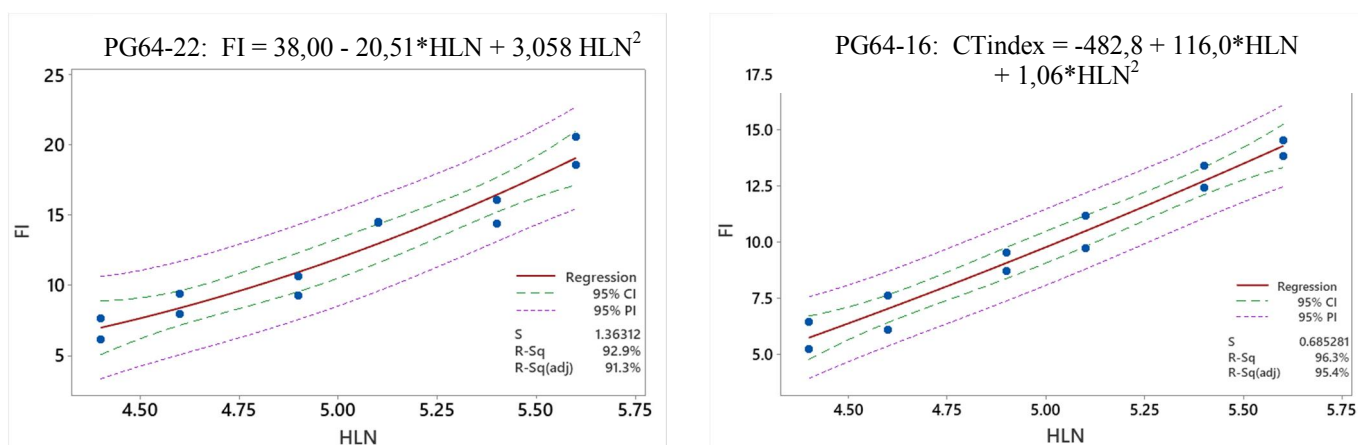 PG64-22:  FI = 38,00 - 20,51*HLN + 3,058 HLN²
25
20
15
10
5
FI
4.50 4.75 5.00 5.25 5.50 5.75
HLN
Regression
95% CI
95% PI
S 1.36312
R-Sq 92.9%
R-Sq(adj) 91.3%
PG64-16:  CTindex = -482,8 + 116,0*HLN
+ 1,06*HLN²
17.5
15.0
12.5
10.0
7.5
5.0
FI
4.50 4.75 5.00 5.25 5.50 5.75
HLN
Regression
95% CI
95% PI
S 0.685281
R-Sq 96.3%
R-Sq(adj) 95.4%